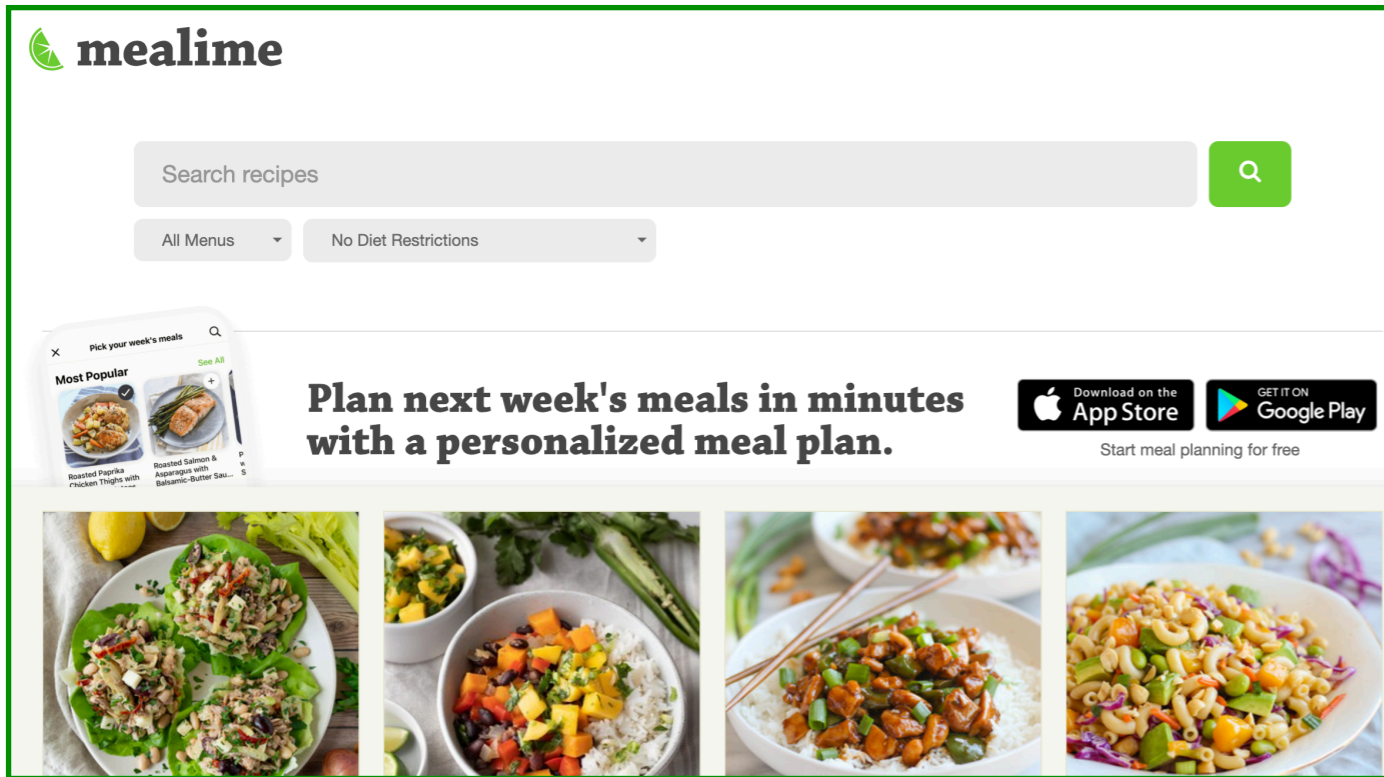 mealime
Search recipes
All Menus
No Diet Restrictions
Pick your week's meals
Most Popular
See All
Roasted Paprika
Chicken Thighs with
Roasted Salmon &
Asparagus with
Balsamic-Butter Sau...
Plan next week's meals in minutes
with a personalized meal plan.
Download on the
App Store
GET IT ON
Google Play
Start meal planning for free